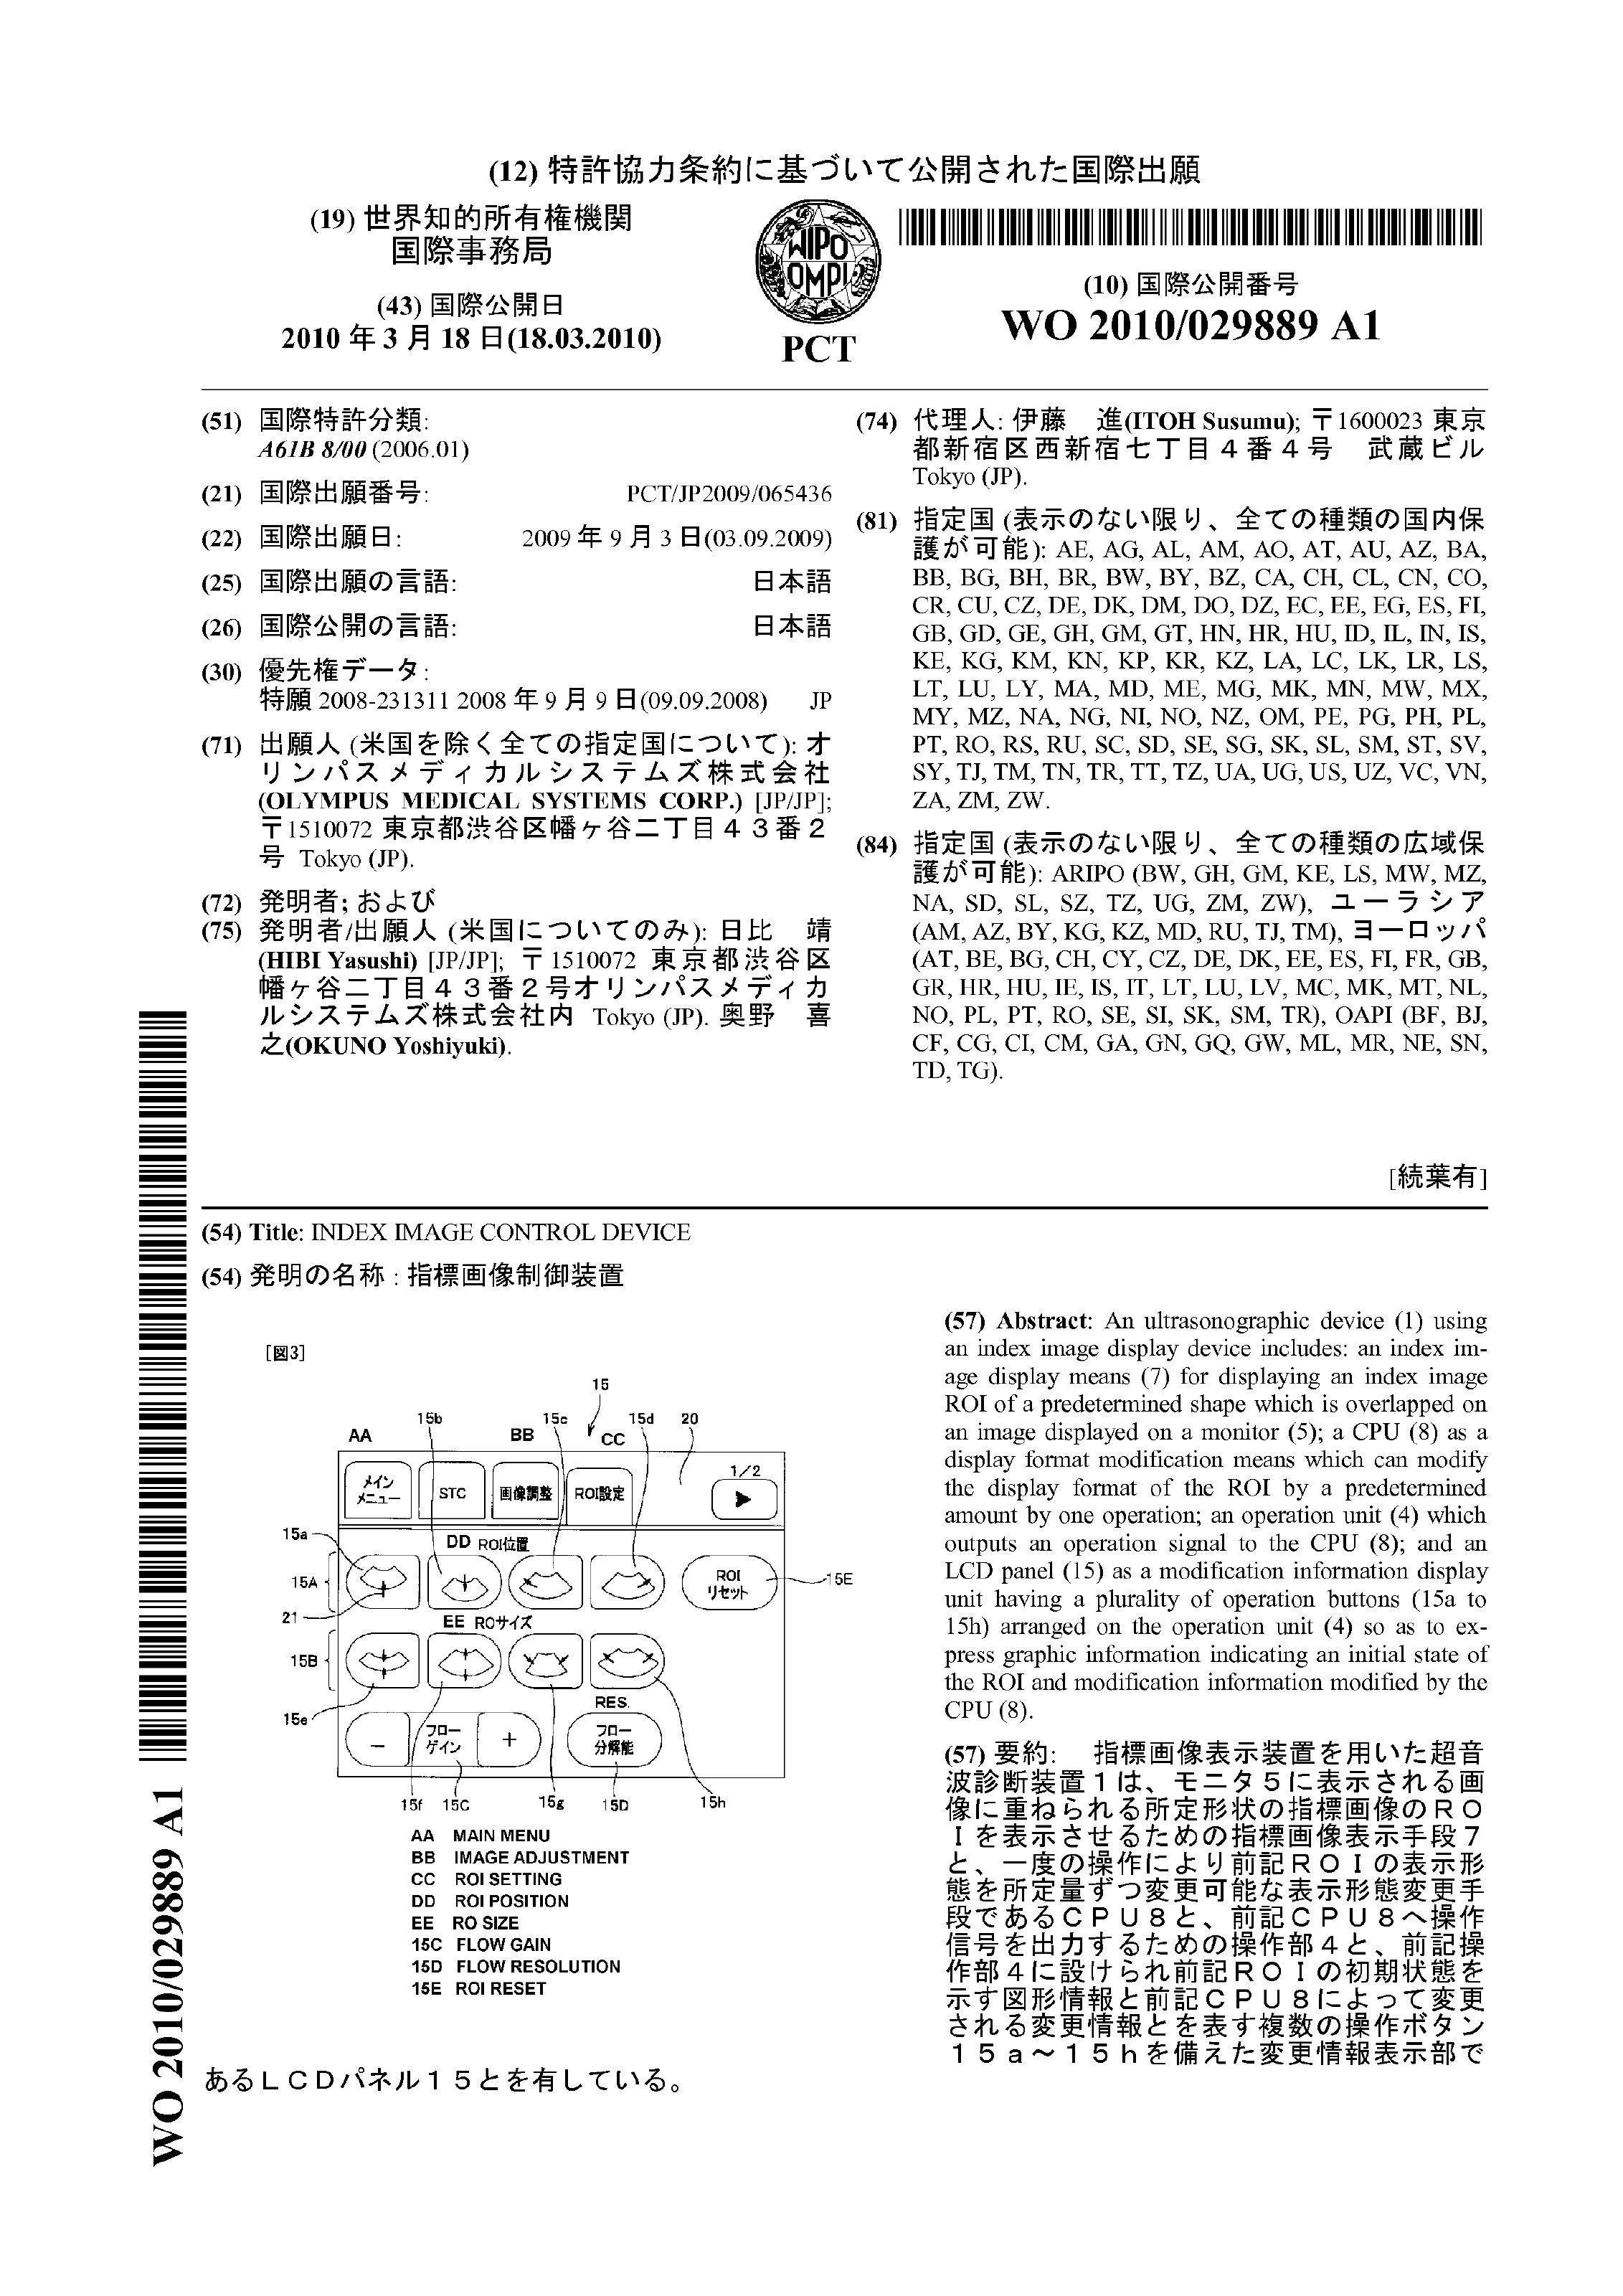 (12) 特許協力条約に基づいて公開された国際出願
(19) 世界知的所有権機関
国際事務局
(43) 国際公開日
2010 年 3 月 18 日(18.03.2010)
WIPO
OMPI
PCT
(10) 国際公開番号
WO 2010/029889 A1
(51) 国際特許分類:
A61B 8/00 (2006.01)
(21) 国際出願番号: PCT/JP2009/065436
(22) 国際出願日: 2009 年 9 月 3 日(03.09.2009)
(25) 国際出願の言語: 日本語
(26) 国際公開の言語: 日本語
(30) 優先権データ:
特願 2008-231311 2008 年 9 月 9 日(09.09.2008) JP
(71) 出願人 (米国を除く全ての指定国について): オ
リンパスメディカルシステムズ株式会社
(OLYMPUS MEDICAL SYSTEMS CORP.) [JP/JP];
〒1510072 東京都渋谷区幡ヶ谷二丁目４３番２
号 Tokyo (JP).
(72) 発明者; および
(75) 発明者/出願人 (米国についてのみ): 日比 靖
(HIBI Yasushi) [JP/JP]; 〒1510072 東京都渋谷区
幡ヶ谷二丁目４３番２号オリンパスメディカ
ルシステムズ株式会社内 Tokyo (JP). 奥野 喜
之(OKUNO Yoshiyuki).
(74) 代理人: 伊藤 進(ITOH Susumu); 〒1600023 東京
都新宿区西新宿七丁目４番４号 武蔵ビル
Tokyo (JP).
(81) 指定国 (表示のない限り、全ての種類の国内保
護が可能): AE, AG, AL, AM, AO, AT, AU, AZ, BA,
BB, BG, BH, BR, BW, BY, BZ, CA, CH, CL, CN, CO,
CR, CU, CZ, DE, DK, DM, DO, DZ, EC, EE, EG, ES, FI,
GB, GD, GE, GH, GM, GT, HN, HR, HU, ID, IL, IN, IS,
KE, KG, KM, KN, KP, KR, KZ, LA, LC, LK, LR, LS,
LT, LU, LY, MA, MD, ME, MG, MK, MN, MW, MX,
MY, MZ, NA, NG, NI, NO, NZ, OM, PE, PG, PH, PL,
PT, RO, RS, RU, SC, SD, SE, SG, SK, SL, SM, ST, SV,
SY, TJ, TM, TN, TR, TT, TZ, UA, UG, US, UZ, VC, VN,
ZA, ZM, ZW.
(84) 指定国 (表示のない限り、全ての種類の広域保
護が可能): ARIPO (BW, GH, GM, KE, LS, MW, MZ,
NA, SD, SL, SZ, TZ, UG, ZM, ZW), ユーラシア
(AM, AZ, BY, KG, KZ, MD, RU, TJ, TM), ヨーロッパ
(AT, BE, BG, CH, CY, CZ, DE, DK, EE, ES, FI, FR, GB,
GR, HR, HU, IE, IS, IT, LT, LU, LV, MC, MK, MT, NL,
NO, PL, PT, RO, SE, SI, SK, SM, TR), OAPI (BF, BJ,
CF, CG, CI, CM, GA, GN, GQ, GW, ML, MR, NE, SN,
TD, TG).
[続葉有]
(54) Title: INDEX IMAGE CONTROL DEVICE
(54) 発明の名称 : 指標画像制御装置
[図3]
15
15b 15c 15d 20
AA BB CC
メイン
メニュー
STC
画像調整
ROI設定
1/2
15a
DD ROI位置
15A
ROI
リセット
15E
21
EE ROサイズ
15B
RES.
15e
−
フロー
ゲイン
+
フロー
分解能
15f 15C 15g 15D 15h
AA MAIN MENU
BB IMAGE ADJUSTMENT
CC ROI SETTING
DD ROI POSITION
EE RO SIZE
15C FLOW GAIN
15D FLOW RESOLUTION
15E ROI RESET
(57) Abstract: An ultrasonographic device (1) using
an index image display device includes: an index im-
age display means (7) for displaying an index image
ROI of a predetermined shape which is overlapped on
an image displayed on a monitor (5); a CPU (8) as a
display format modification means which can modify
the display format of the ROI by a predetermined
amount by one operation; an operation unit (4) which
outputs an operation signal to the CPU (8); and an
LCD panel (15) as a modification information display
unit having a plurality of operation buttons (15a to
15h) arranged on the operation unit (4) so as to ex-
press graphic information indicating an initial state of
the ROI and modification information modified by the
CPU (8).
(57) 要約: 指標画像表示装置を用いた超音
波診断装置１は、モニタ５に表示される画
像に重ねられる所定形状の指標画像のＲＯ
Ｉを表示させるための指標画像表示手段７
と、一度の操作により前記ＲＯＩの表示形
態を所定量ずつ変更可能な表示形態変更手
段であるＣＰＵ８と、前記ＣＰＵ８へ操作
信号を出力するための操作部４と、前記操
作部４に設けられ前記ＲＯＩの初期状態を
示す図形情報と前記ＣＰＵ８によって変更
される変更情報とを表す複数の操作ボタン
１５ａ～１５ｈを備えた変更情報表示部で
あるＬＣＤパネル１５とを有している。
WO 2010/029889 A1